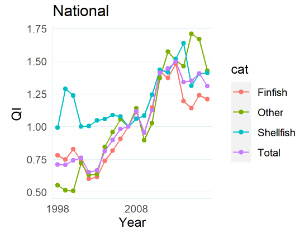 National
1.75
1.50
1.25
1.00
0.75
0.50
QI
1998
2008
Year
cat
Finfish
Other
Shellfish
Total